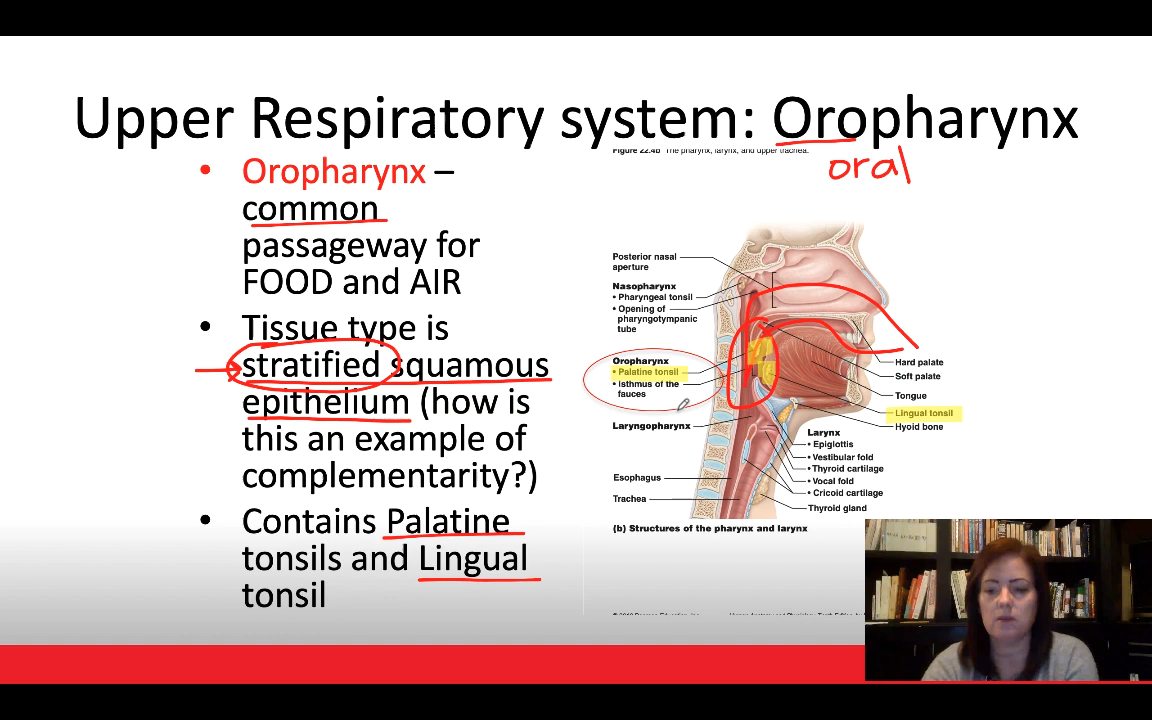 Upper Respiratory system: Oropharynx
oral
• Oropharynx –
common
passageway for
FOOD and AIR
• Tissue type is
stratified squamous
epithelium (how is
this an example of
complementarity?)
• Contains Palatine
tonsils and Lingual
tonsil
Figure 22.4b The pharynx, larynx, and upper trachea.
Posterior nasal
aperture
Nasopharynx
• Pharyngeal tonsil
• Opening of
pharyngotympanic
tube
Oropharynx
• Palatine tonsil
• Isthmus of the
fauces
Laryngopharynx
Esophagus
Trachea
Hard palate
Soft palate
Tongue
Lingual tonsil
Hyoid bone
Larynx
• Epiglottis
• Vestibular fold
• Thyroid cartilage
• Vocal fold
• Cricoid cartilage
Thyroid gland
(b) Structures of the pharynx and larynx